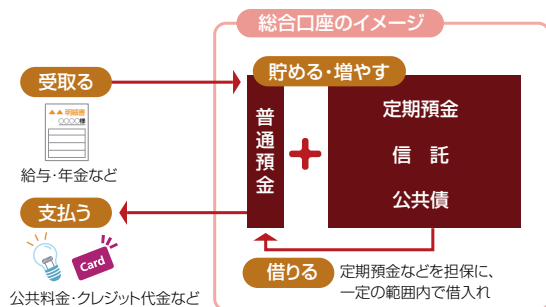 総合口座のイメージ
受取る
▲▲ 明細書
○○○○様
給与・年金など
支払う
Card
公共料金・クレジット代金など
貯める・増やす
普通預金
+
定期預金
信 託
公共債
借りる
定期預金などを担保に、
一定の範囲内で借入れ